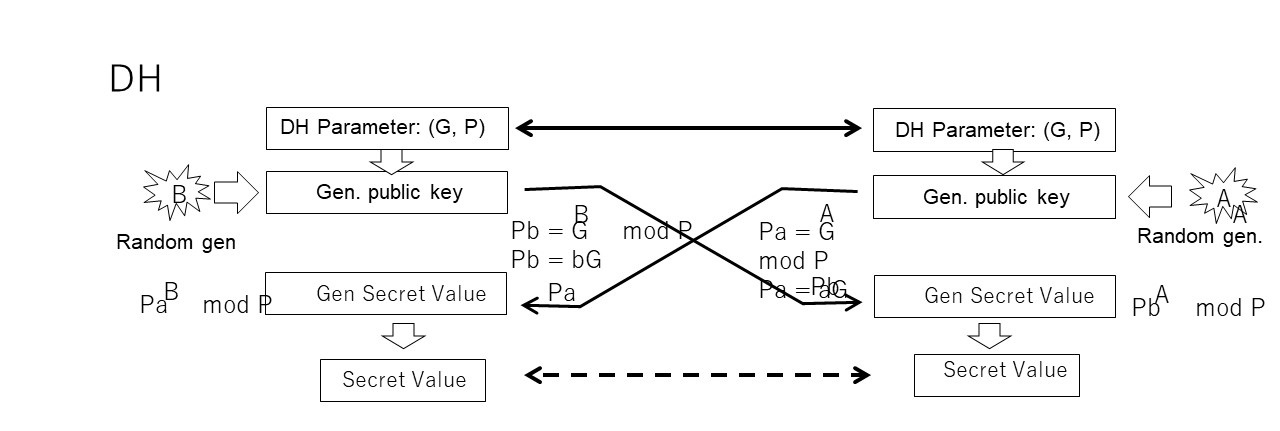 DH
DH Parameter: (G, P)
DH Parameter: (G, P)
B
Gen. public key
Gen. public key
A
A
Random gen
Random gen.
B
Pb = G mod P
Pb = bG
A
Pa = G
mod P
Pa = aG
Pa
Pb
B
Pa mod P
Gen Secret Value
Gen Secret Value
A
Pb mod P
Secret Value
Secret Value